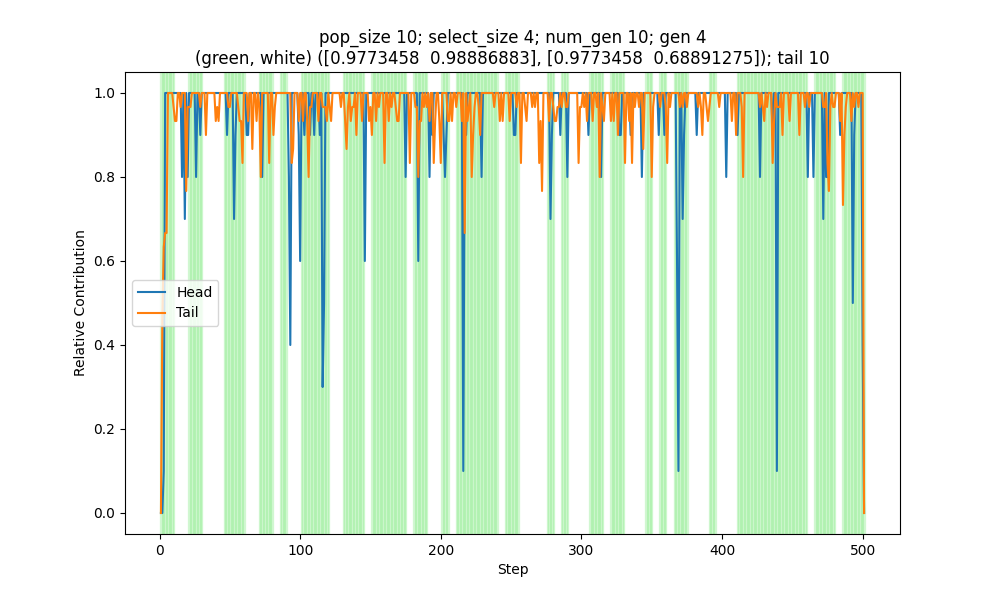 pop_size 10; select_size 4; num_gen 10; gen 4
(green, white) ([0.9773458  0.98886883], [0.9773458  0.68891275]); tail 10
Relative Contribution
1.0
0.8
0.6
0.4
0.2
0.0
Head
Tail
0
100
200
300
400
500
Step